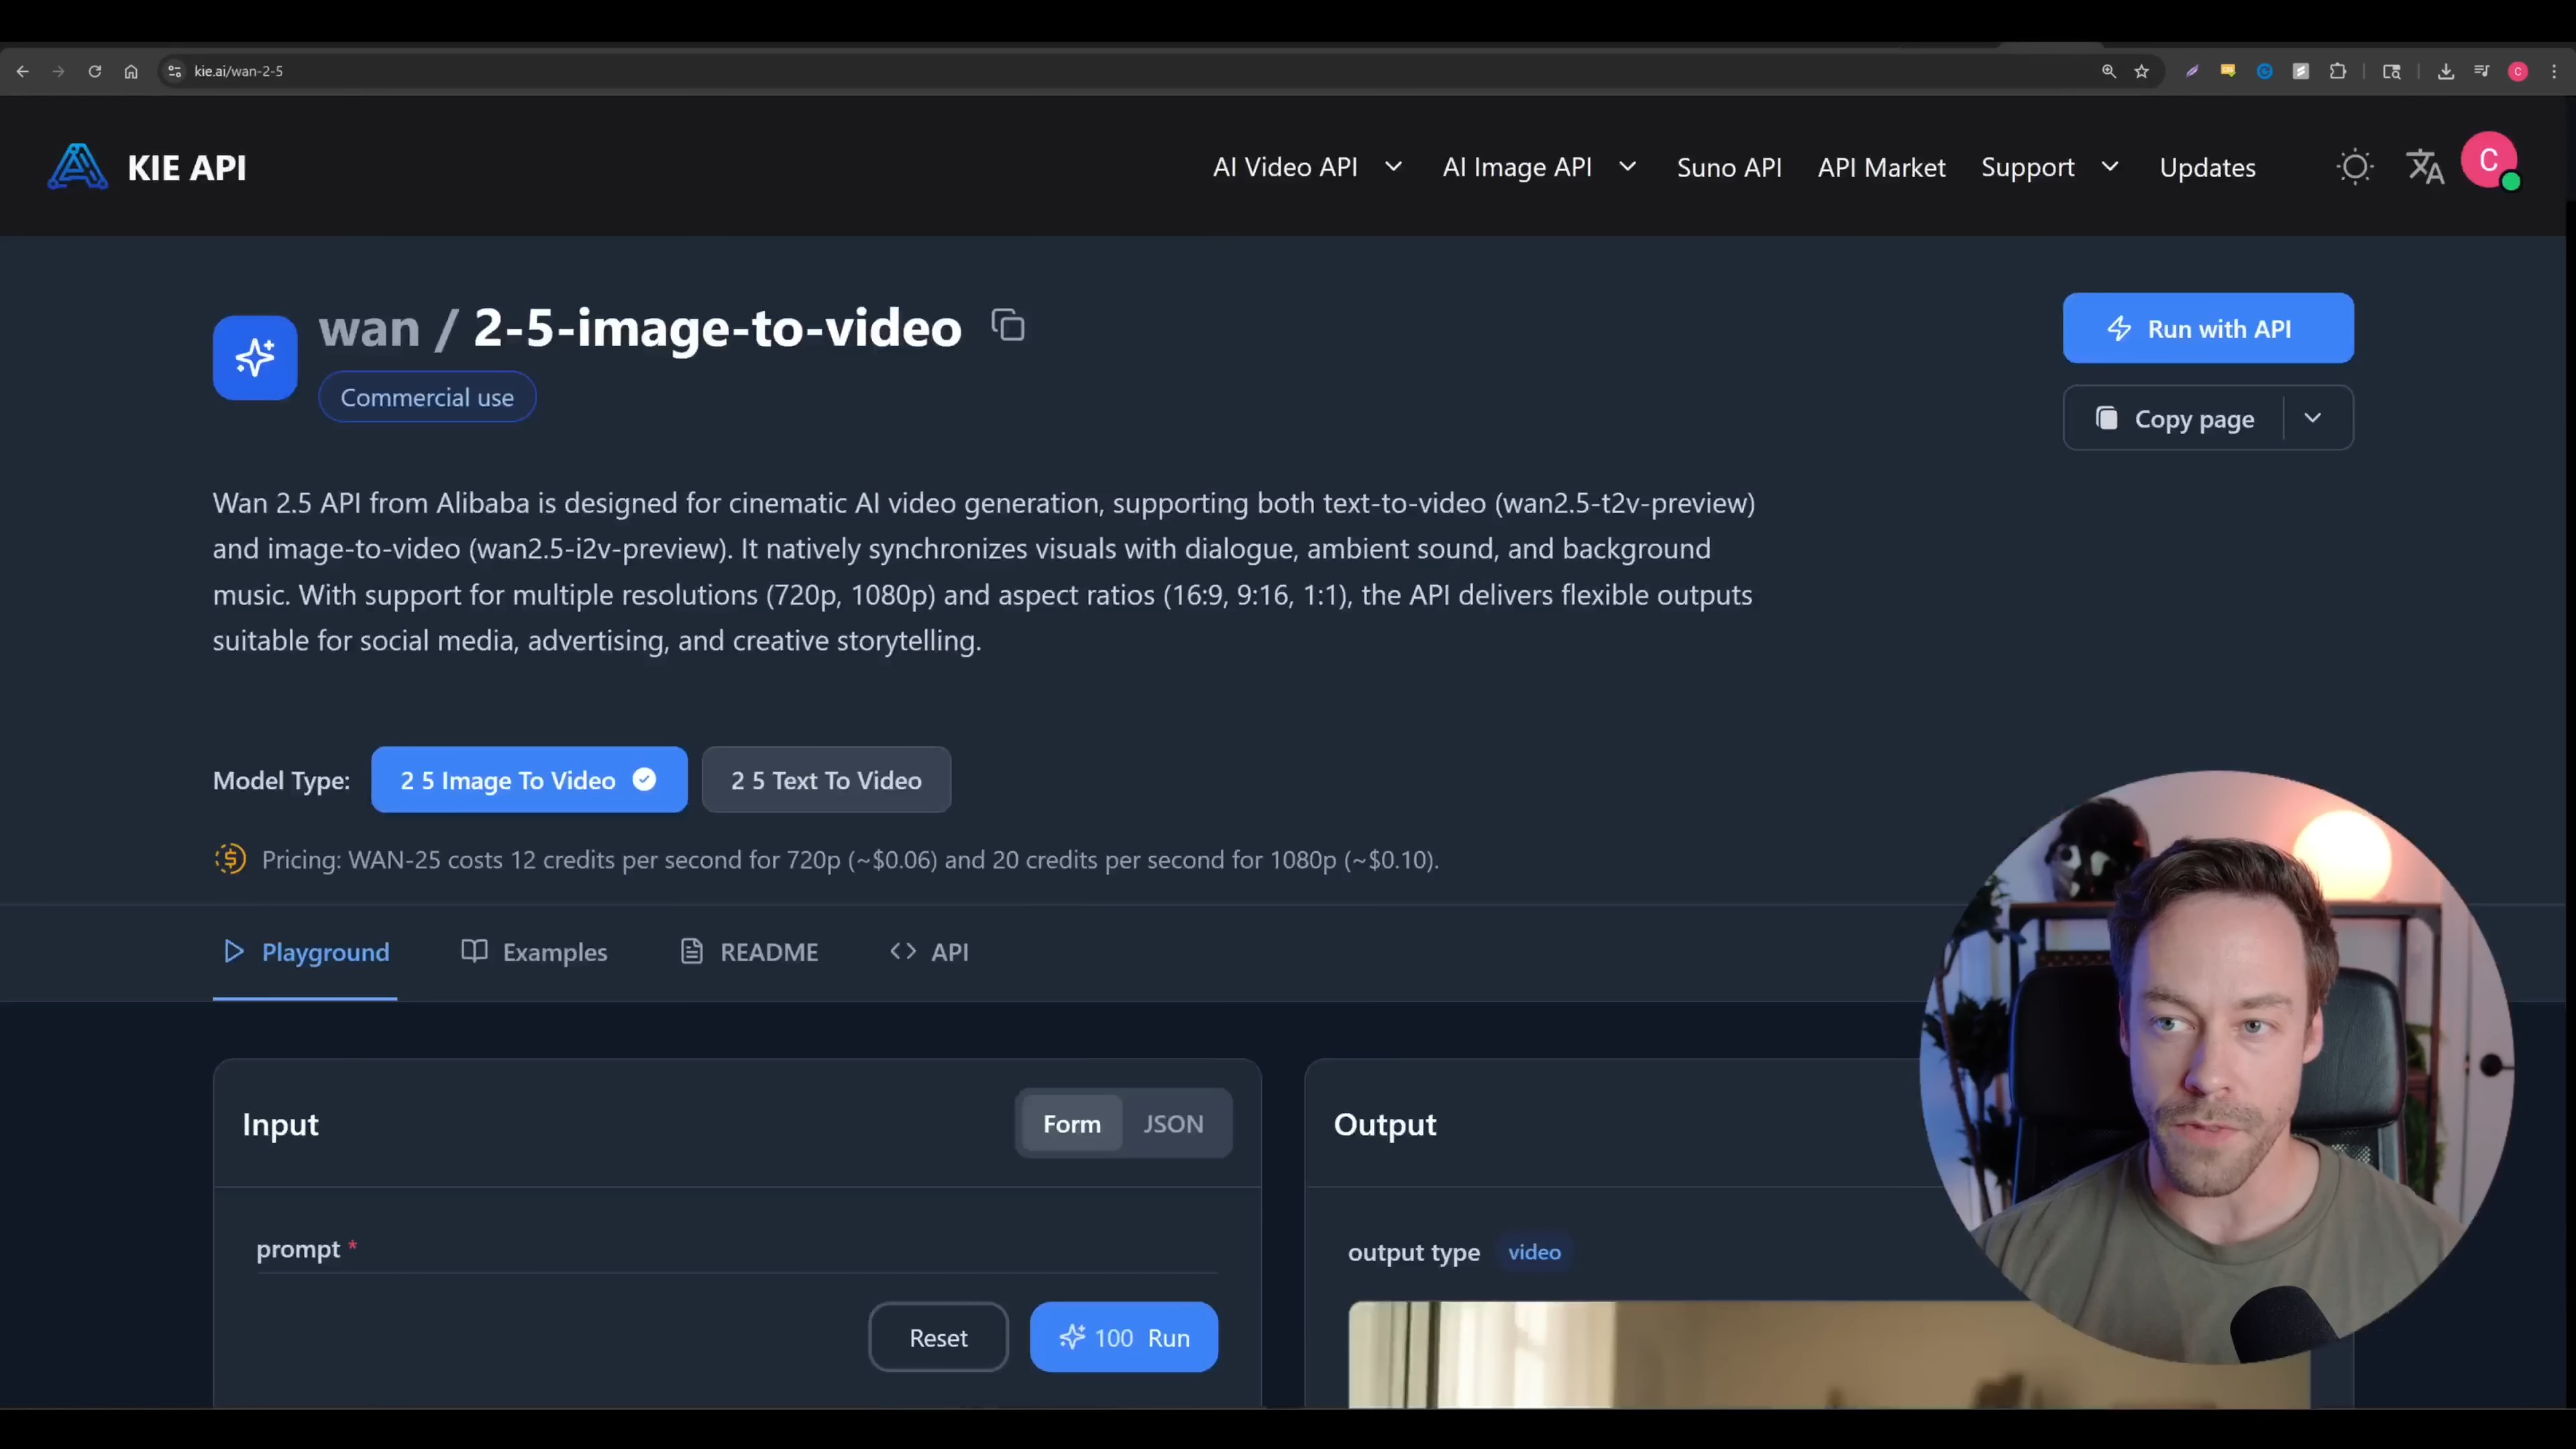 kie.ai/wan-2-5
C
KIE API
AI Video API
AI Image API
Suno API
API Market
Support
Updates
C
wan / 2-5-image-to-video
Run with API
Commercial use
Copy page
Wan 2.5 API from Alibaba is designed for cinematic AI video generation, supporting both text-to-video (wan2.5-t2v-preview)
and image-to-video (wan2.5-i2v-preview). It natively synchronizes visuals with dialogue, ambient sound, and background
music. With support for multiple resolutions (720p, 1080p) and aspect ratios (16:9, 9:16, 1:1), the API delivers flexible outputs
suitable for social media, advertising, and creative storytelling.
Model Type:
2 5 Image To Video
2 5 Text To Video
Pricing: WAN-25 costs 12 credits per second for 720p (~$0.06) and 20 credits per second for 1080p (~$0.10).
Playground
Examples
README
API
Input
Form
JSON
Output
prompt *
output type
video
Reset
100 Run